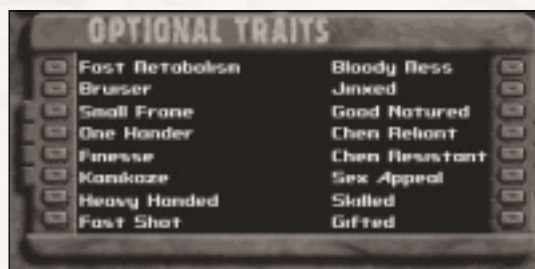 OPTIONAL TRAITS
Fast Metabolism Bloody Mess
Bruiser Jinxed
Small Frame Good Natured
One Hander Chem Reliant
Finesse Chem Resistant
Kamikaze Sex Appeal
Heavy Handed Skilled
Fast Shot Gifted